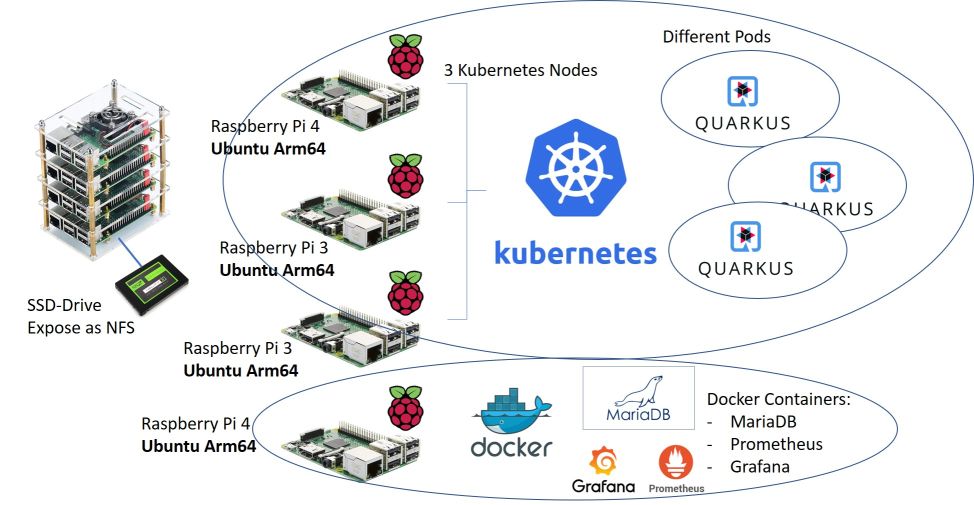 Different Pods
3 Kubernetes Nodes
QUARKUS
Raspberry Pi 4
Ubuntu Arm64
QUARKUS
kubernetes
Raspberry Pi 3
Ubuntu Arm64
QUARKUS
SSD-Drive
Expose as NFS
Raspberry Pi 3
Ubuntu Arm64
Raspberry Pi 4
Ubuntu Arm64
docker
MariaDB
Grafana
Prometheus
Docker Containers:
- MariaDB
- Prometheus
- Grafana